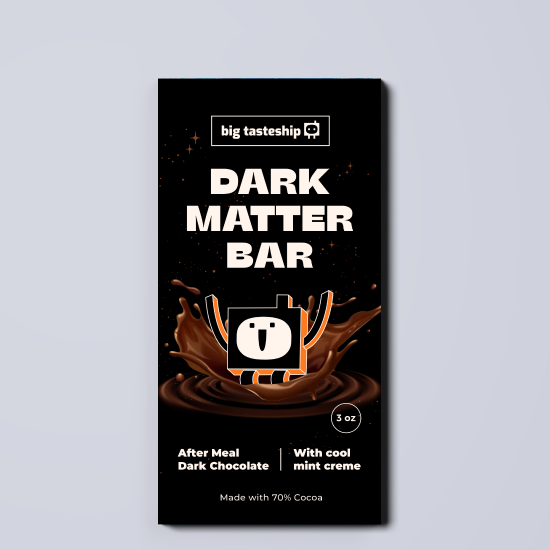 big tasteship
DARK
MATTER
BAR
3 oz
After Meal
Dark Chocolate
With cool
mint creme
Made with 70% Cocoa